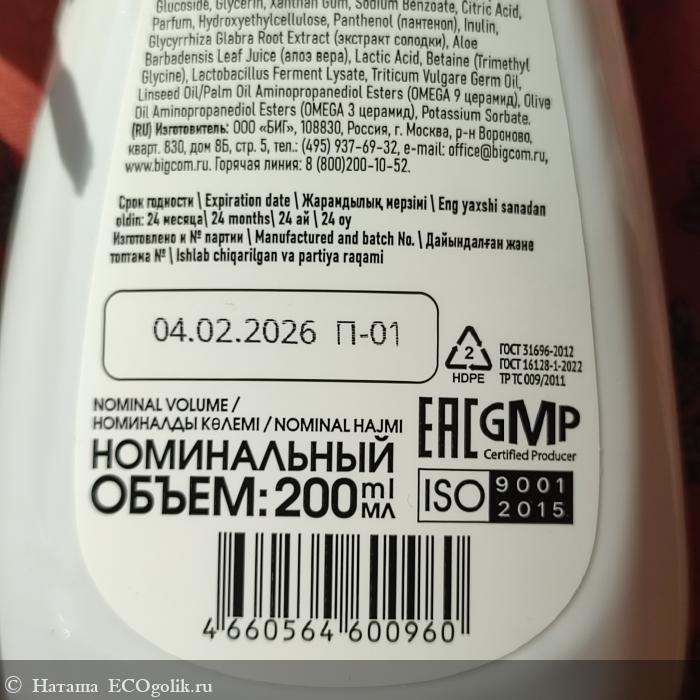 Glucoside, Glycerin, Xanthan Gum, Sodium Benzoate, Citric Acid,
Parfum, Hydroxyethylcellulose, Panthenol (пантенол), Inulin,
Glycyrrhiza Glabra Root Extract (экстракт солодки), Aloe
Barbadensis Leaf Juice (алоэ вера), Lactic Acid, Betaine (Trimethyl
Glycine), Lactobacillus Ferment Lysate, Triticum Vulgare Germ Oil,
Linseed Oil/Palm Oil Aminopropanediol Esters (OMEGA 9 церамид), Olive
Oil Aminopropanediol Esters (OMEGA 3 церамид), Potassium Sorbate.
(RU) Изготовитель: ООО «БИГ», 108830, Россия, г. Москва, р-н Вороново,
кварт. 830, дом 8Б, стр. 5, тел.: (495) 937-69-32, e-mail: office@bigcom.ru,
www.bigcom.ru. Горячая линия: 8 (800)200-10-52.
Срок годности \ Expiration date \ Жарамдылық мерзімі \ Eng yaxshi sanadan
oldin: 24 месяца\ 24 months\ 24 ай \ 24 oy
Изготовлено и № партии \ Manufactured and batch No. \ Дайындалған және
топтама № \ Ishlab chiqarilgan va partiya raqami
04.02.2026 П-01
2
HDPE
ГОСТ 31696-2012
ГОСТ 16128-1-2022
ТР ТС 009/2011
NOMINAL VOLUME /
НОМИНАЛДЫ КӨЛЕМІ / NOMINAL HAJMI
НОМИНАЛЬНЫЙ
ОБЪЕМ: 200 ml
МЛ
EAC GMP
Certified Producer
ISO 9001
2015
4 660564 600960
© Наташа ECOgolik.ru